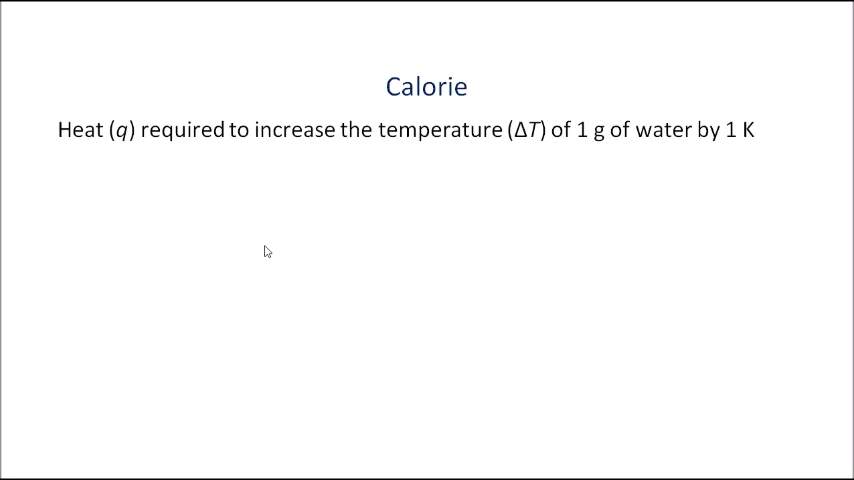 Calorie
Heat (q) required to increase the temperature (ΔT) of 1 g of water by 1 K